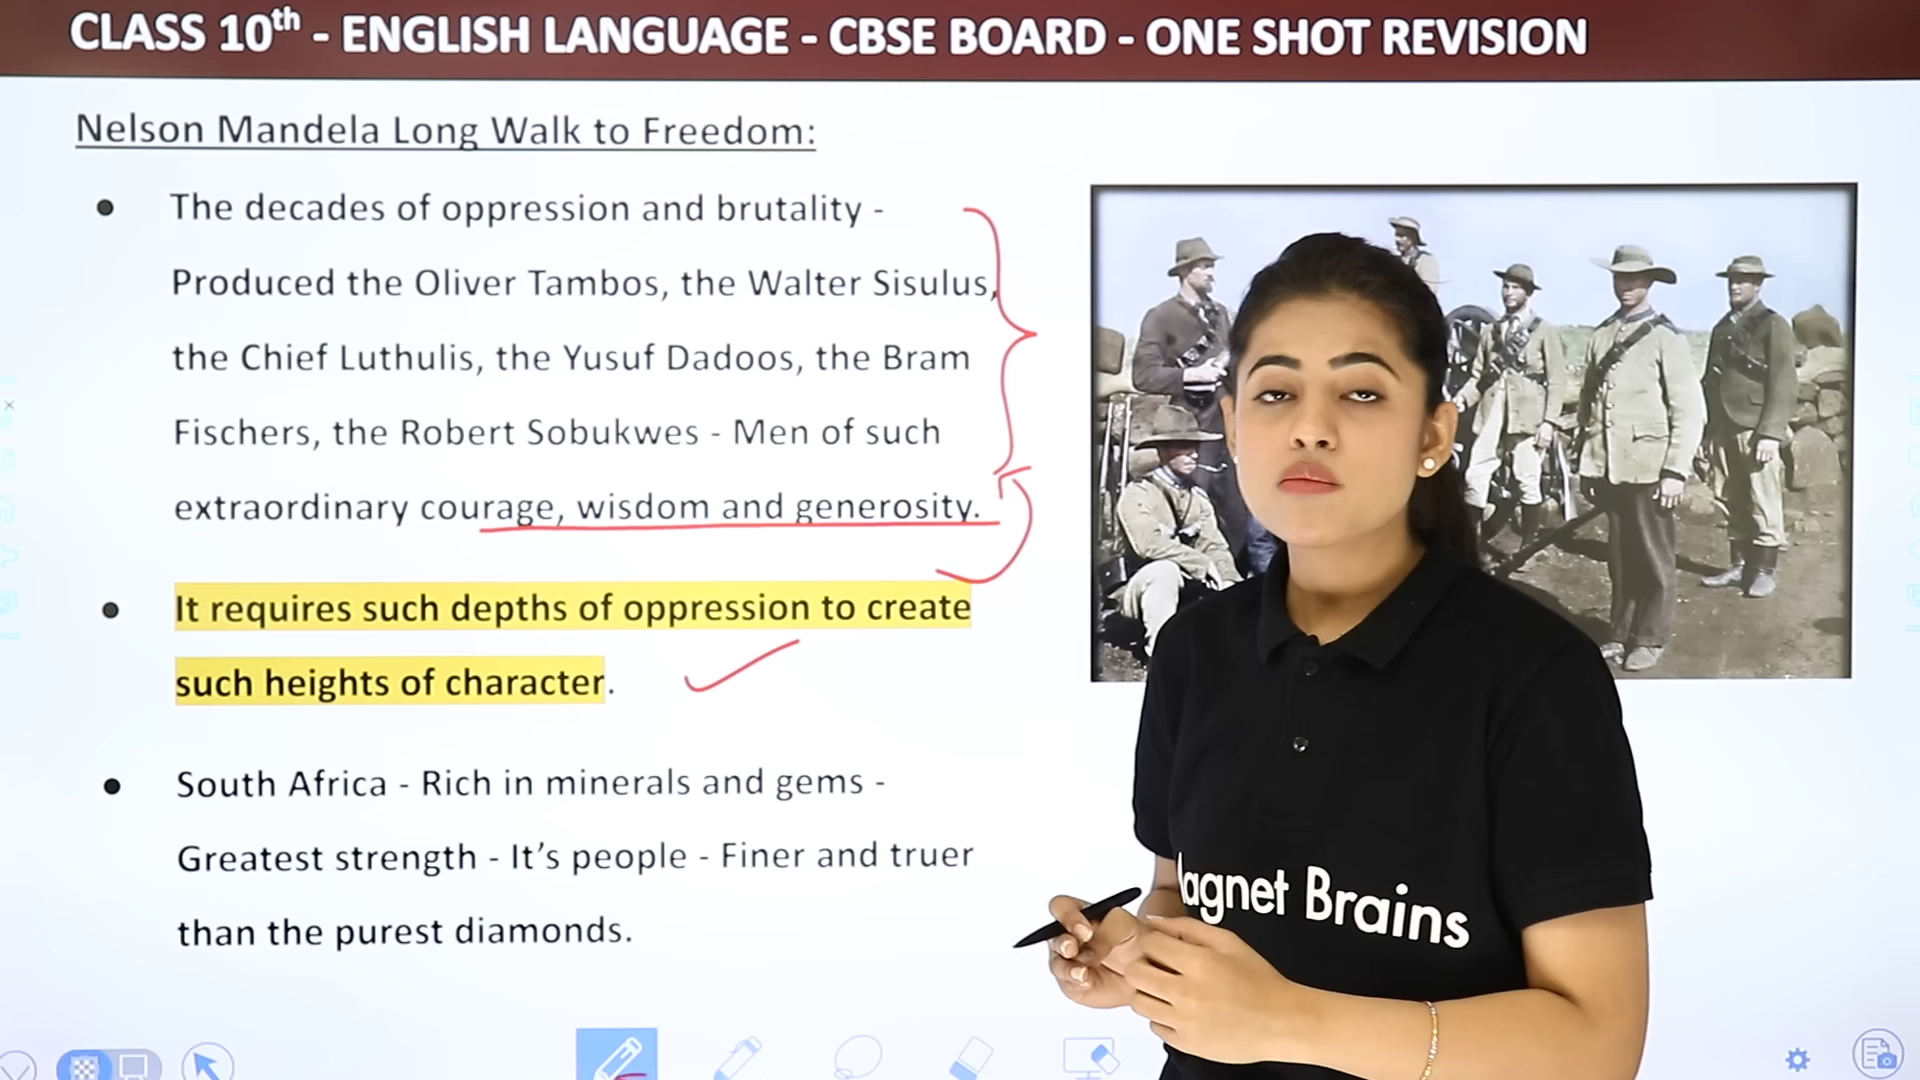 CLASS 10th - ENGLISH LANGUAGE - CBSE BOARD - ONE SHOT REVISION
Nelson Mandela Long Walk to Freedom:
The decades of oppression and brutality -
Produced the Oliver Tambos, the Walter Sisulus,
the Chief Luthulis, the Yusuf Dadoos, the Bram
Fischers, the Robert Sobukwes - Men of such
extraordinary courage, wisdom and generosity.
It requires such depths of oppression to create
such heights of character.
South Africa - Rich in minerals and gems -
Greatest strength - It's people - Finer and truer
than the purest diamonds.
agnet Brains